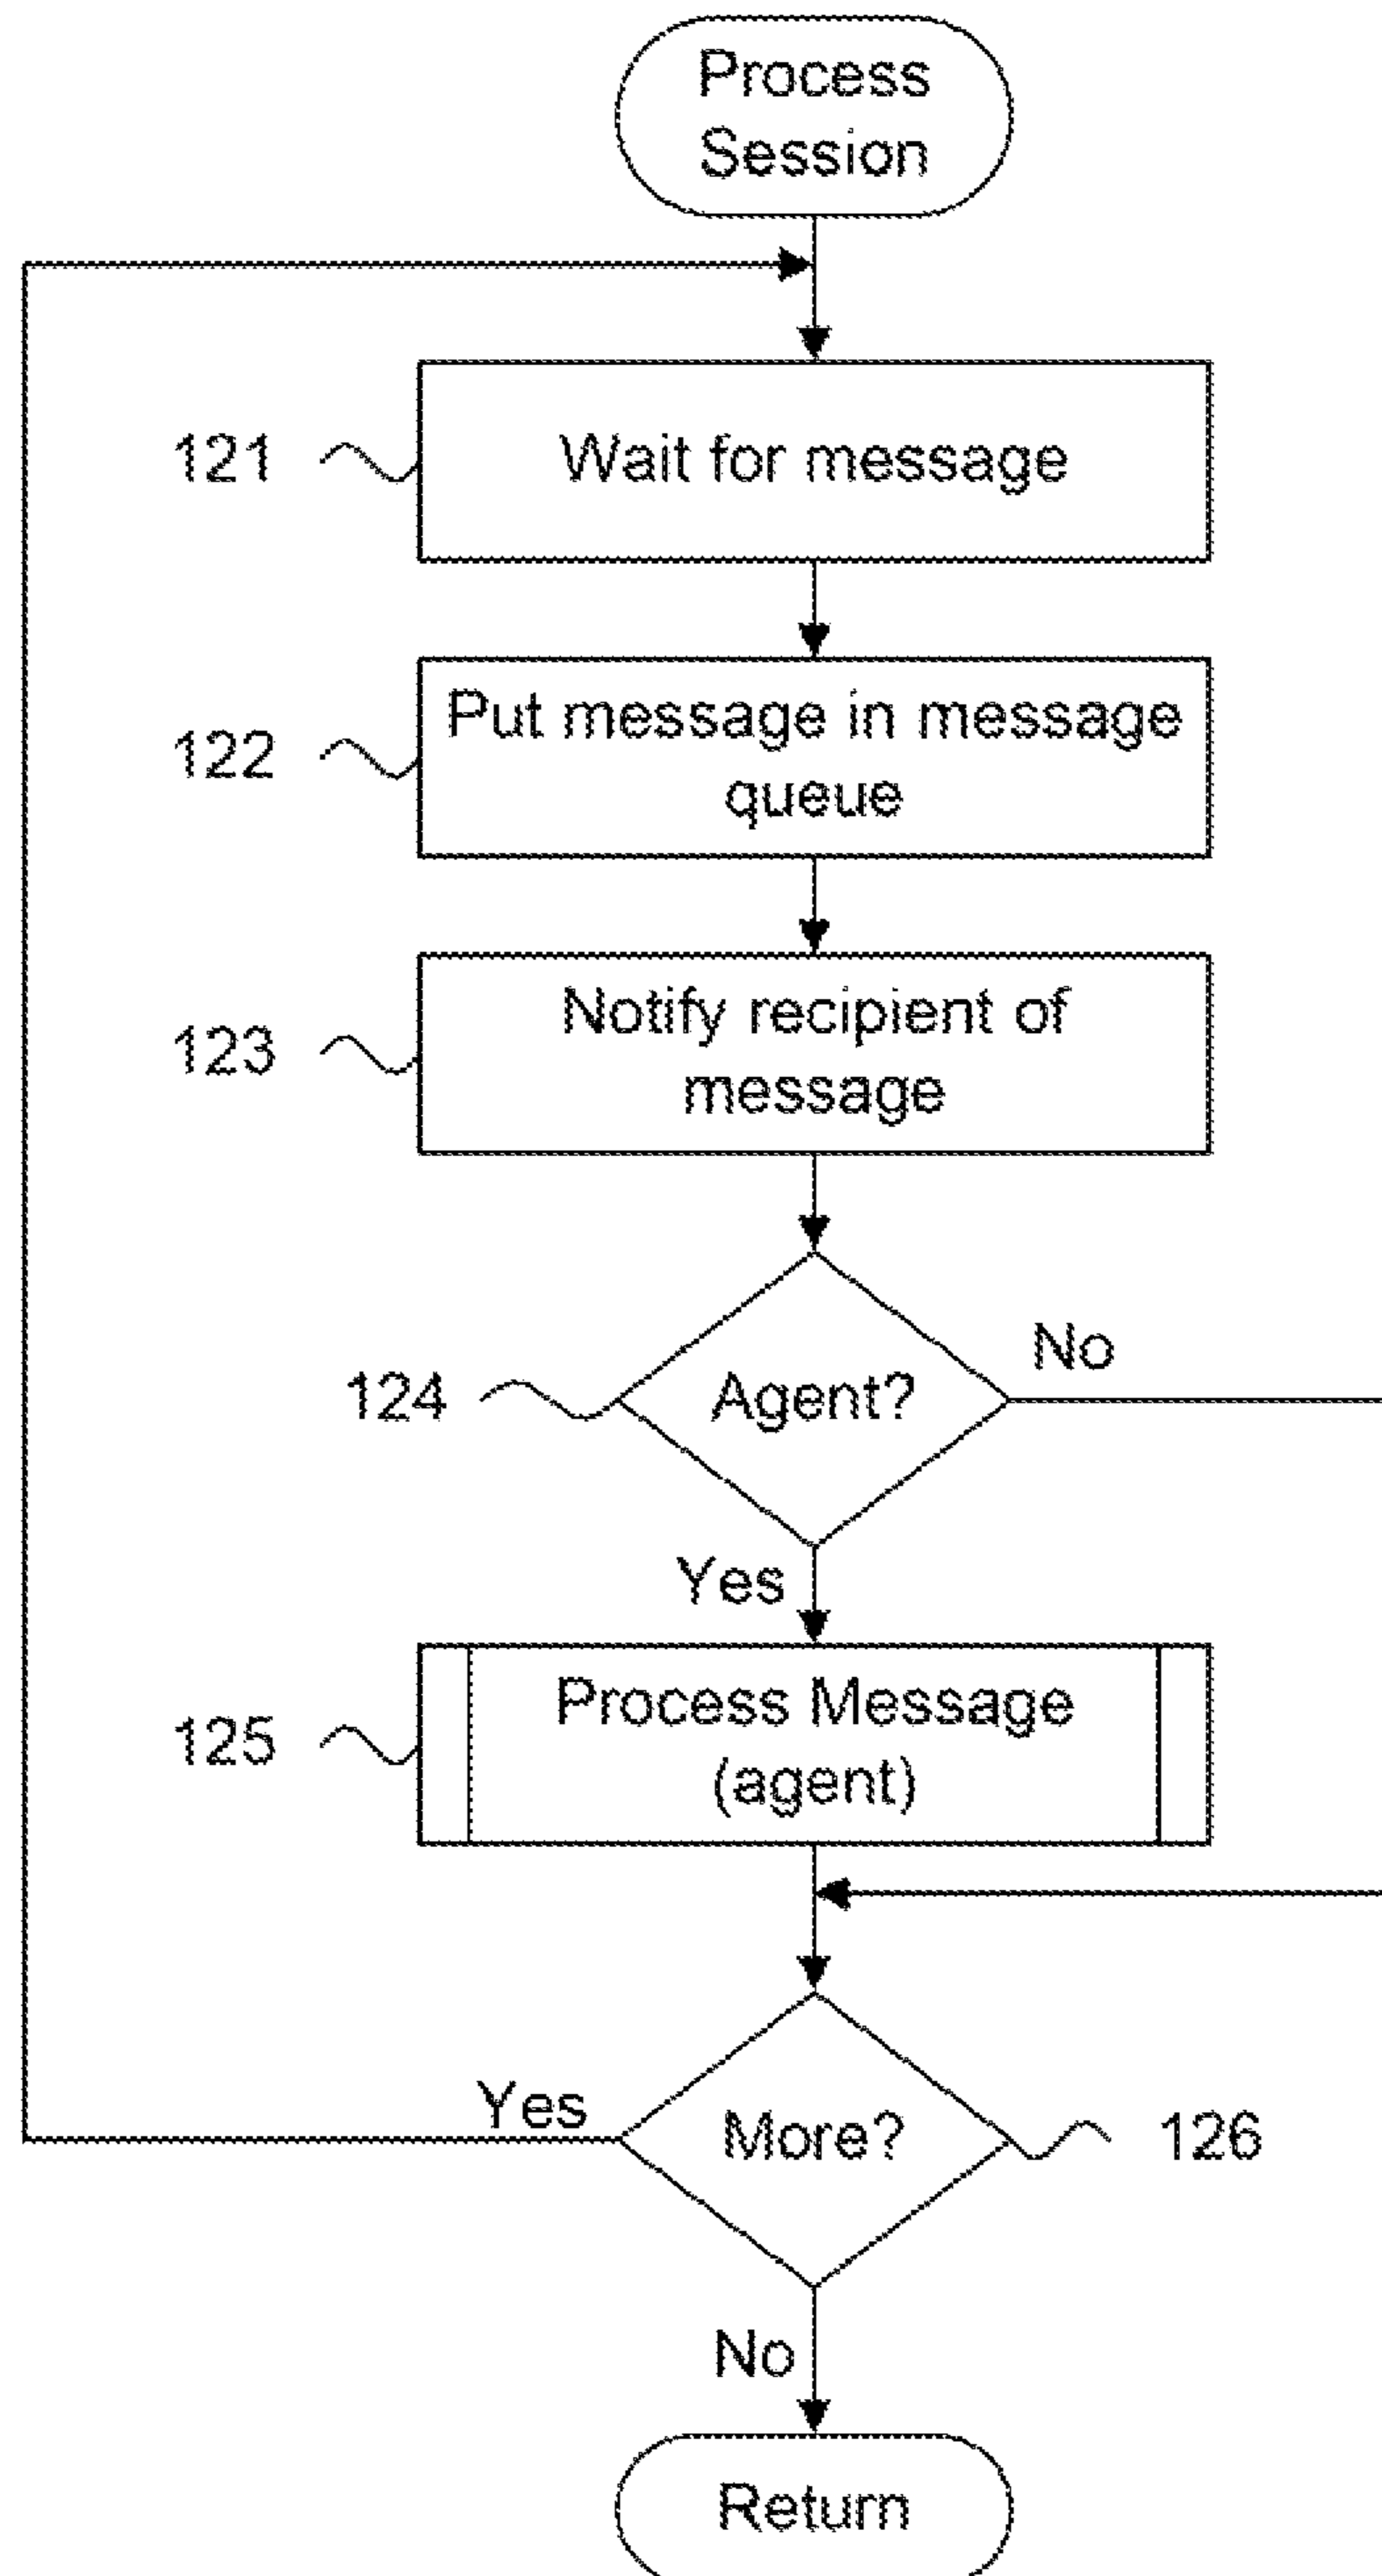 Process
Session
121
Wait for message
122
Put message in message
queue
123
Notify recipient of
message
124
Agent?
No
Yes
125
Process Message
(agent)
Yes
More?
126
No
Return